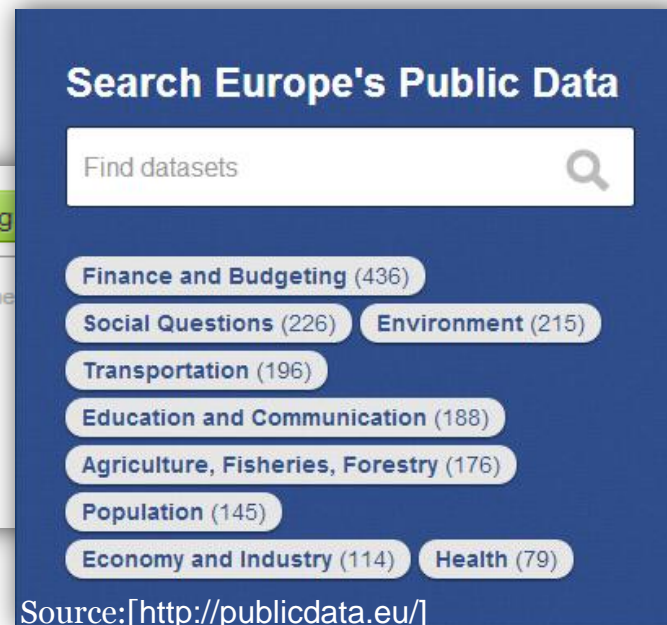 Search Europe's Public Data
Find datasets
Finance and Budgeting (436)
Social Questions (226) Environment (215)
Transportation (196)
Education and Communication (188)
Agriculture, Fisheries, Forestry (176)
Population (145)
Economy and Industry (114) Health (79)
Source:[http://publicdata.eu/]